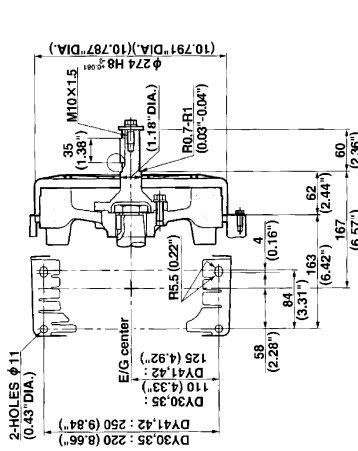 (10.791"DIA.)(10.787"DIA.)
ϕ274 H8 +0.081 -0
M10×1.5
35
(1.38")
(1.18"DIA.)
R0.7-R1
(0.03"-0.04")
60
(2.36")
62
(2.44")
167
(6.57")
4
(0.16")
163
(6.42")
R5.5 (0.22")
84
(3.31")
58
(2.28")
E/G center
2-HOLES ϕ11
(0.43"DIA.)
DY30,35 :
110 (4.33")
DY41,42 :
125 (4.92")
DY30,35 : 220 (8.66")
DY41,42 : 250 (9.84")